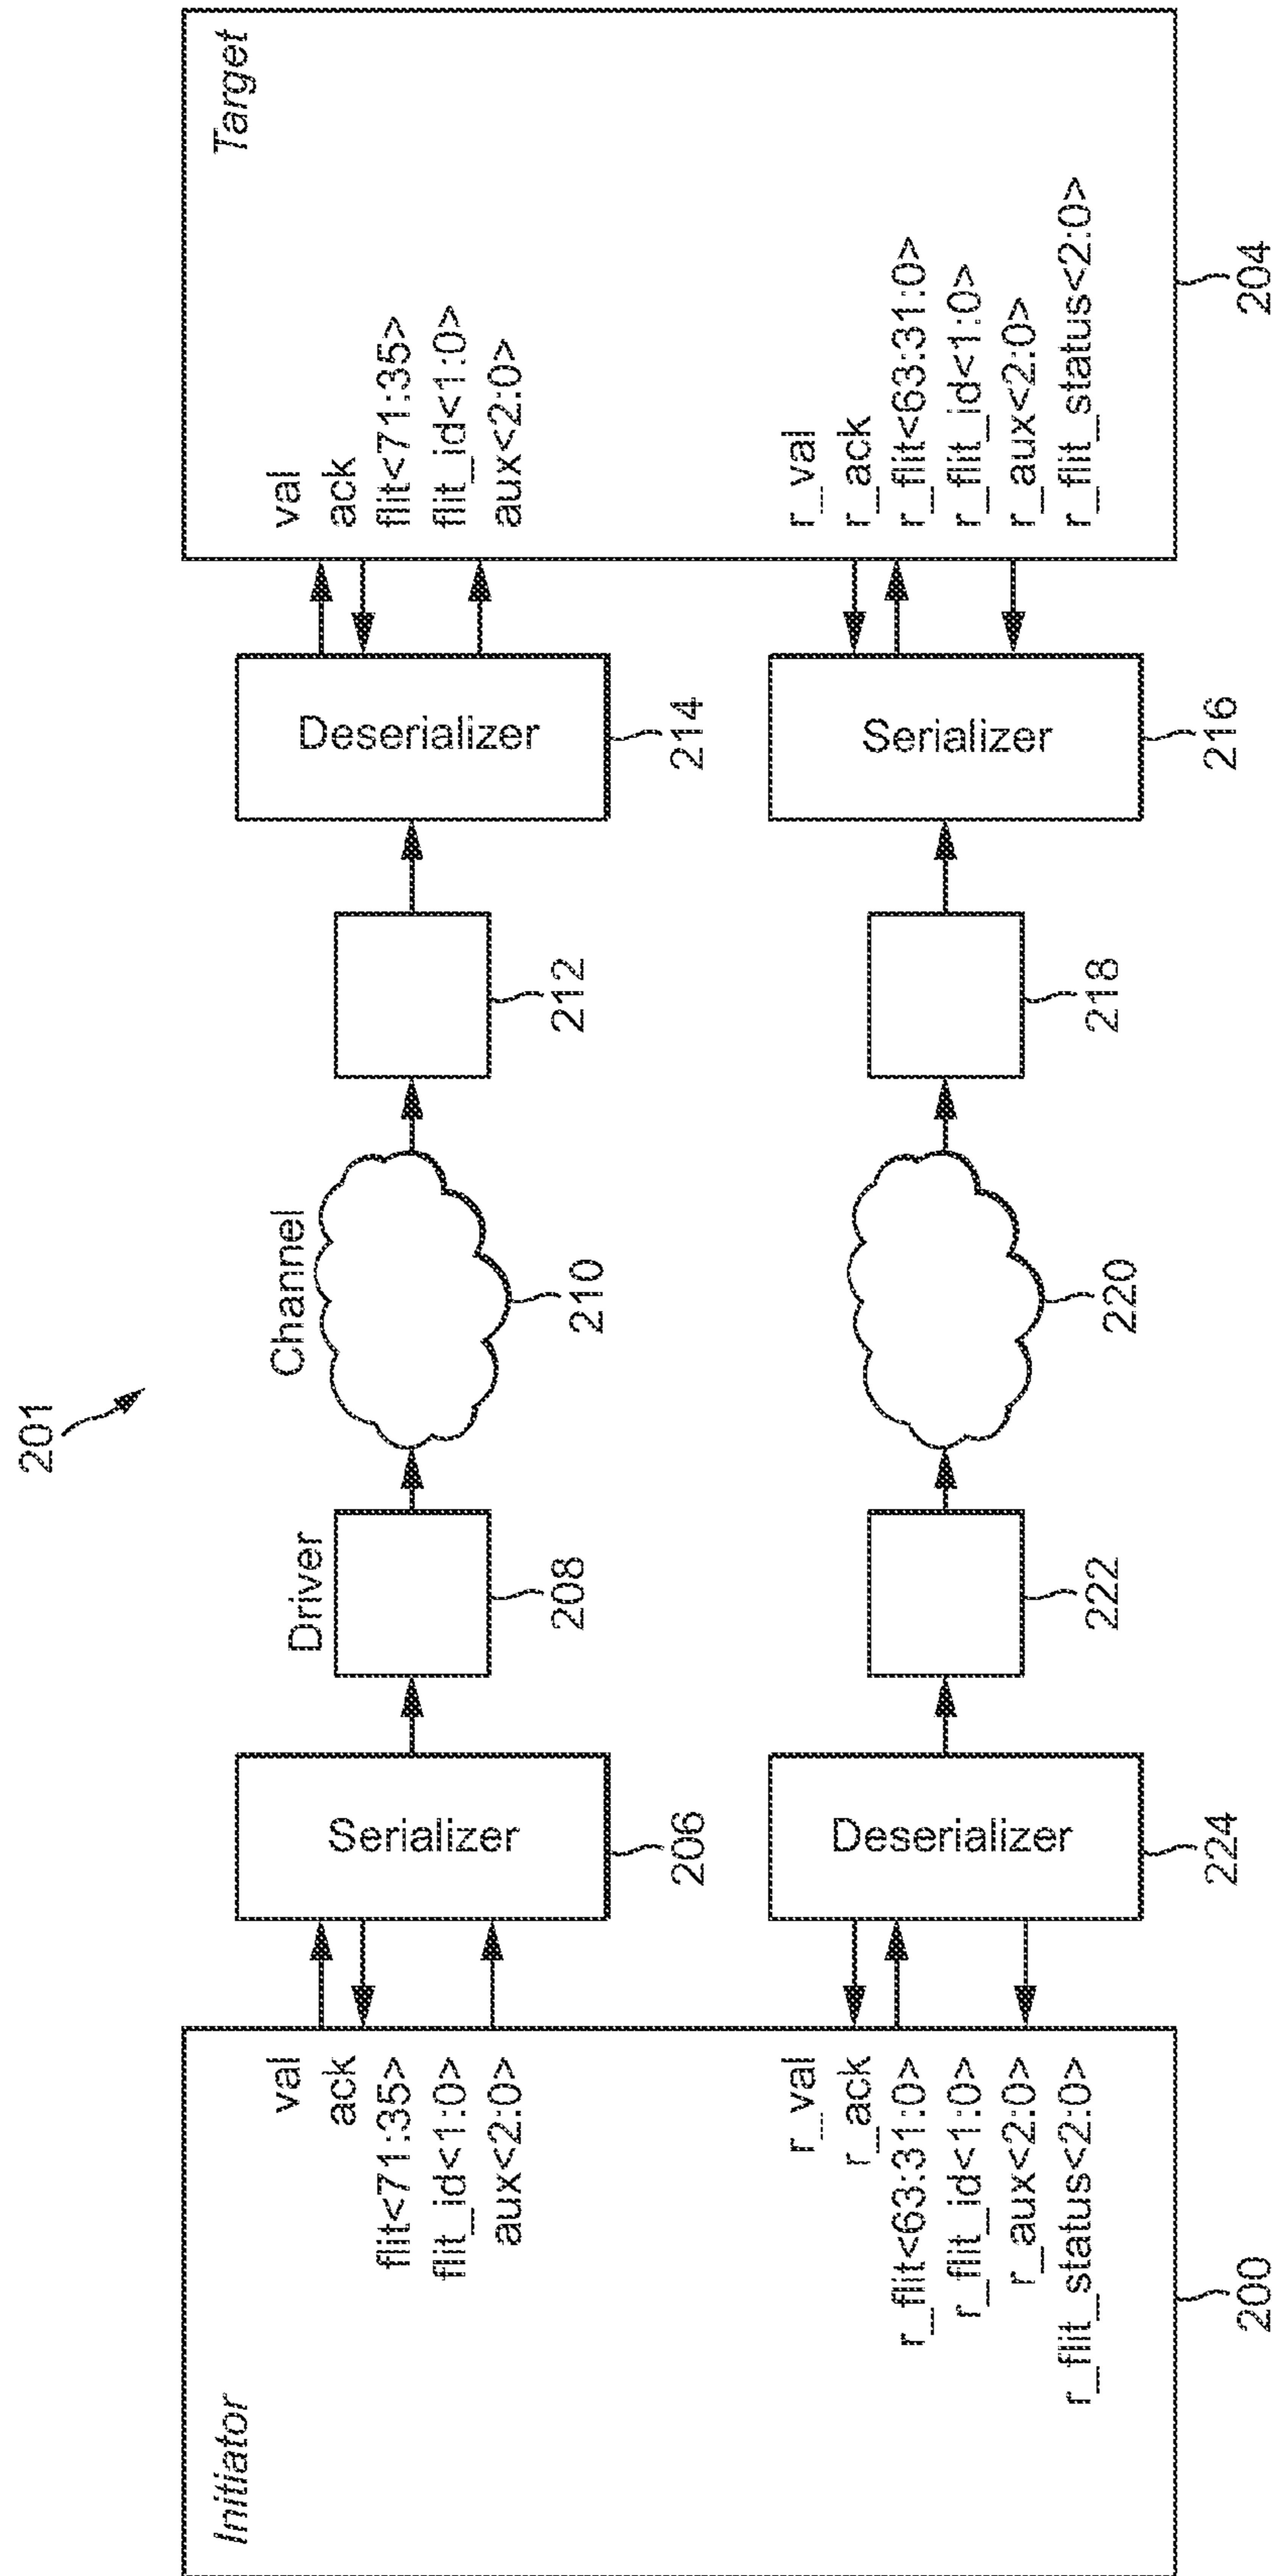 201
Initiator
val
ack
flit<71:35>
flit_id<1:0>
aux<2:0>
r_val
r_ack
r_flit<63:31:0>
r_flit_id<1:0>
r_aux<2:0>
r_flit_status<2:0>
200
Serializer
206
Driver
208
Channel
210
212
Deserializer
214
Deserializer
224
222
220
218
Serializer
216
Target
val
ack
flit<71:35>
flit_id<1:0>
aux<2:0>
r_val
r_ack
r_flit<63:31:0>
r_flit_id<1:0>
r_aux<2:0>
r_flit_status<2:0>
204